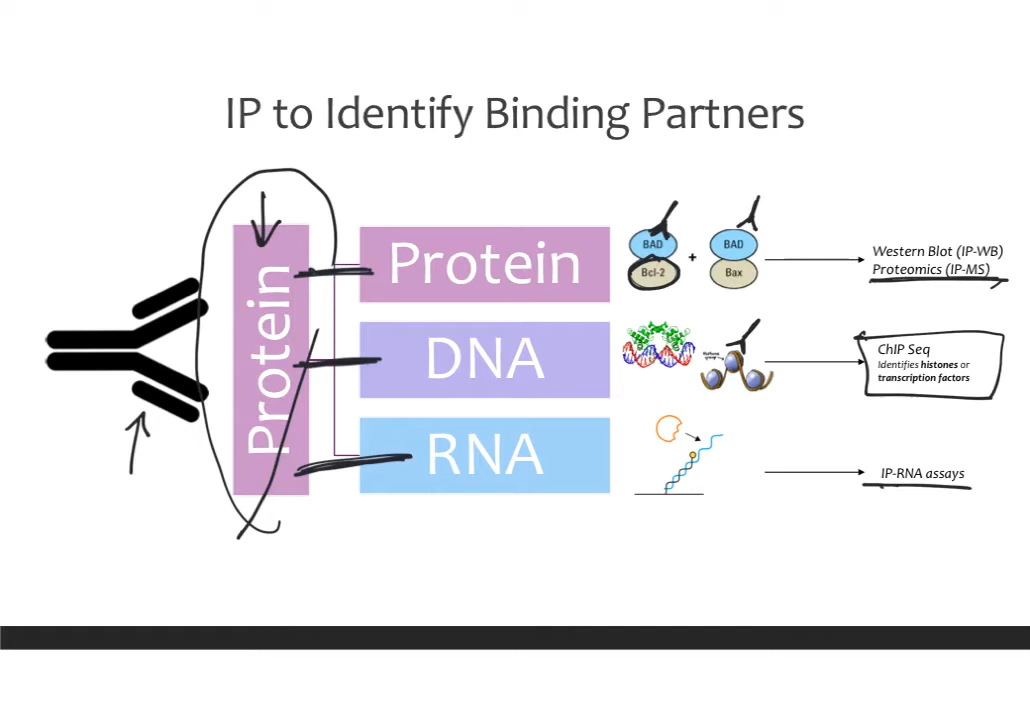 IP to Identify Binding Partners
Protein
Protein
DNA
RNA
BAD
Bcl-2
+
BAD
Bax
Western Blot (IP-WB)
Proteomics (IP-MS)
ChIP Seq
Identifies histones or
transcription factors
IP-RNA assays